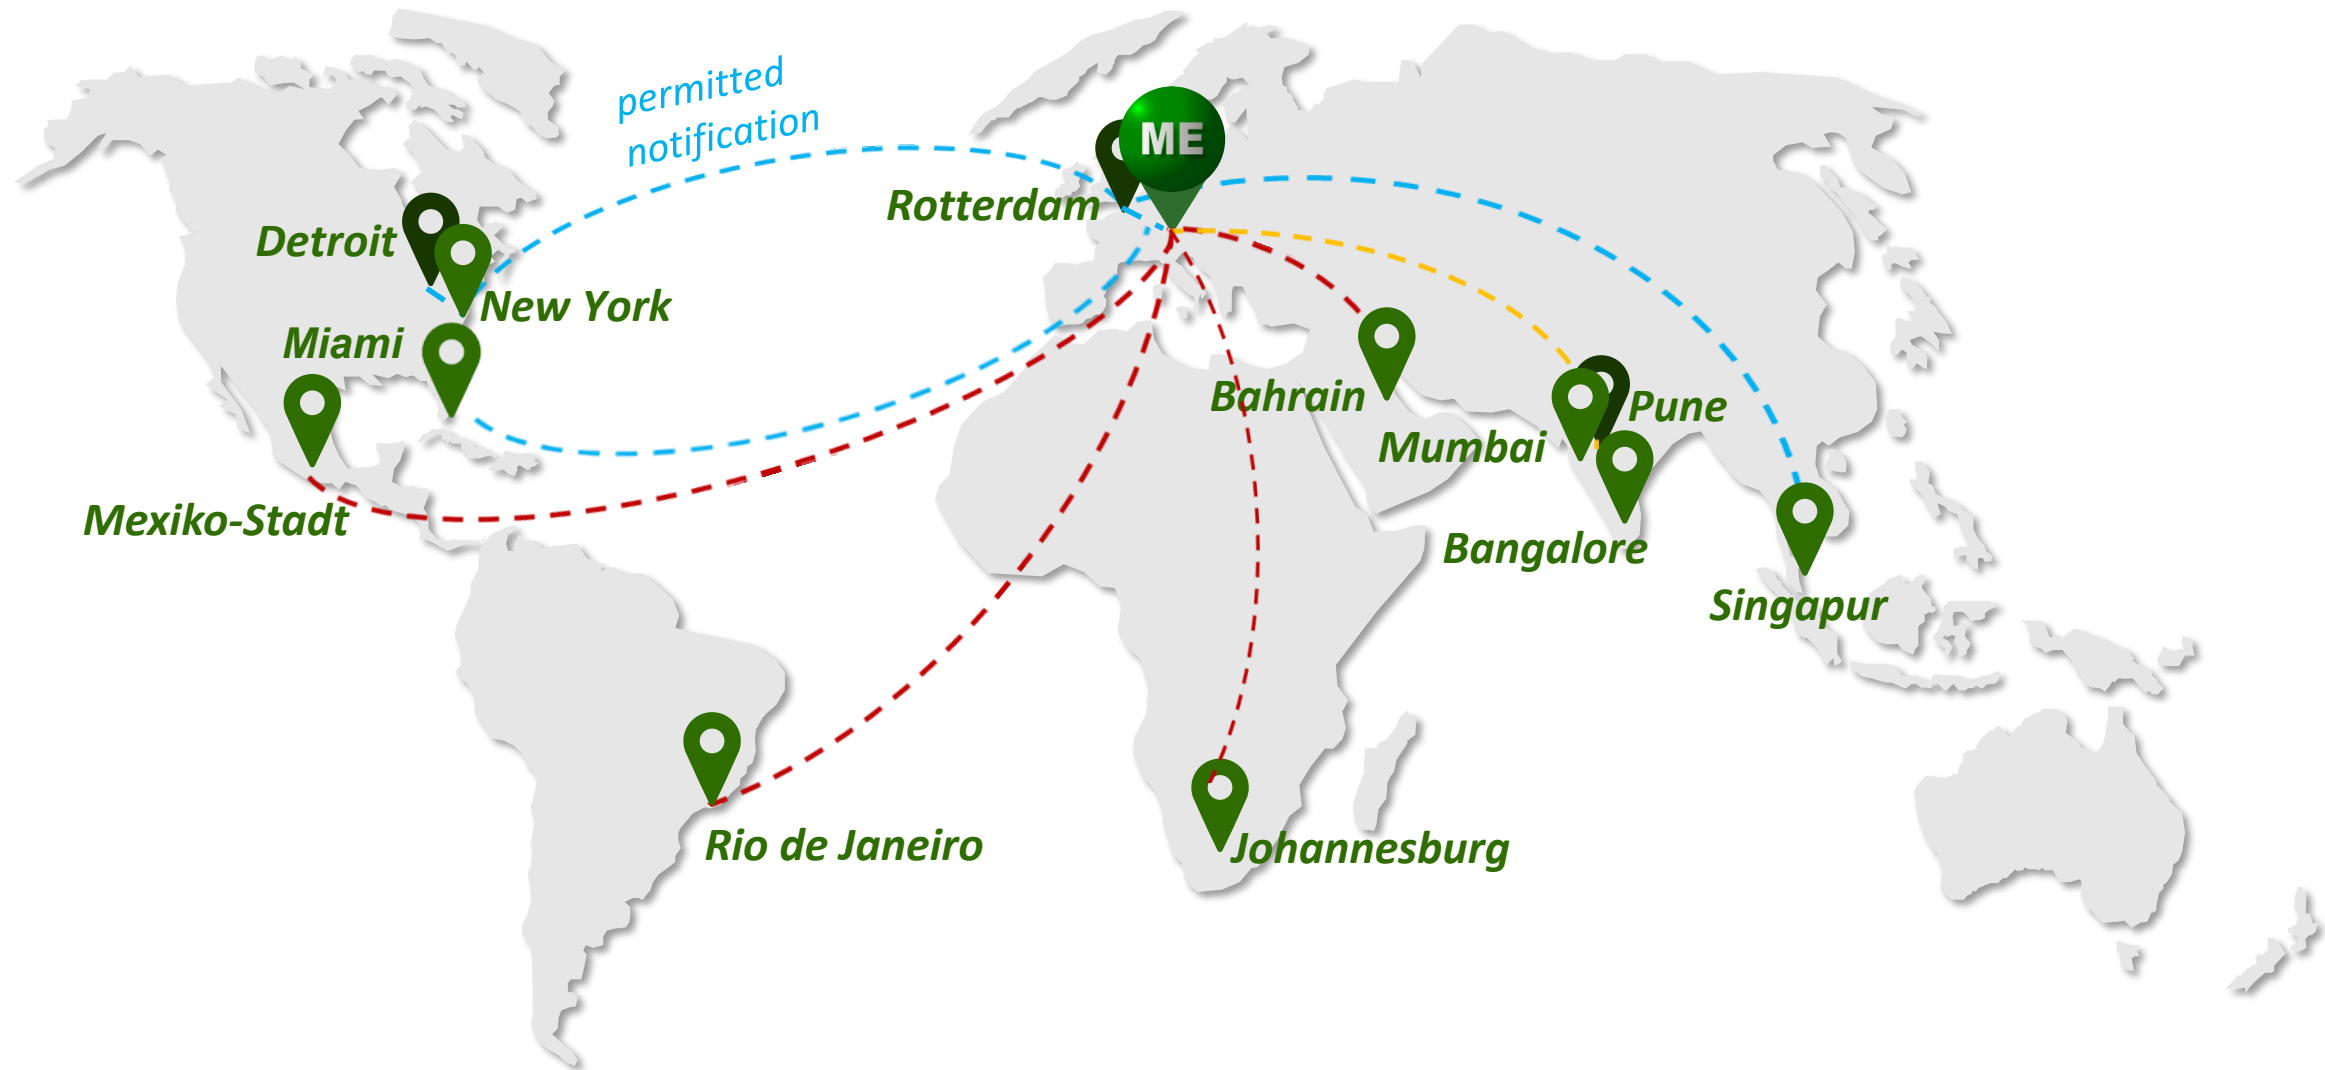 permitted
notification
ME
Rotterdam
Detroit
New York
Miami
Bahrain
Pune
Mumbai
Mexiko-Stadt
Bangalore
Singapur
Rio de Janeiro
Johannesburg